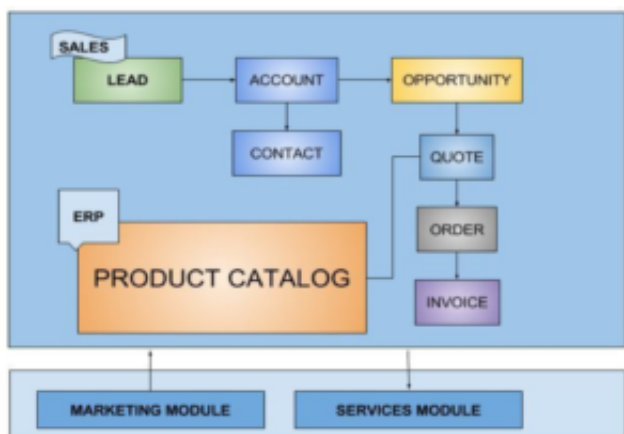 SALES
LEAD
ACCOUNT
OPPORTUNITY
CONTACT
QUOTE
ERP
ORDER
PRODUCT CATALOG
INVOICE
MARKETING MODULE
SERVICES MODULE